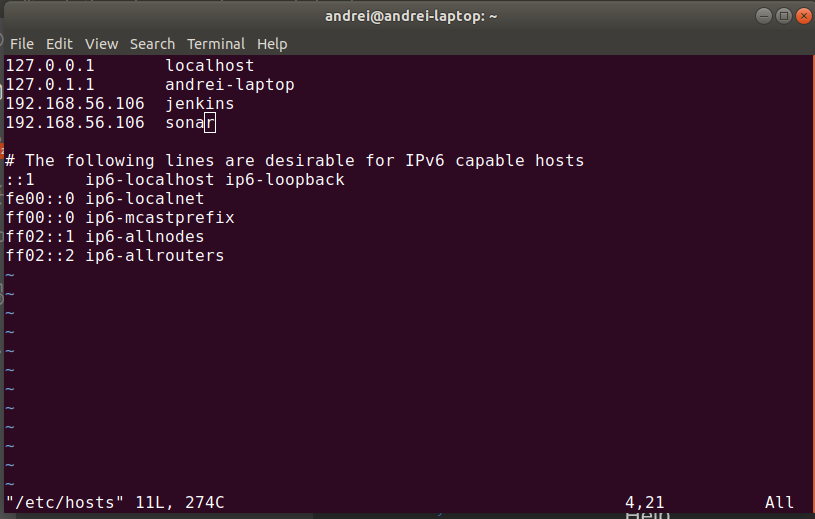 andrei@andrei-laptop: ~
File Edit View Search Terminal Help
127.0.0.1       localhost
127.0.1.1       andrei-laptop
192.168.56.106  jenkins
192.168.56.106  sonar

# The following lines are desirable for IPv6 capable hosts
::1     ip6-localhost ip6-loopback
fe00::0 ip6-localnet
ff00::0 ip6-mcastprefix
ff02::1 ip6-allnodes
ff02::2 ip6-allrouters
~
~
~
~
~
~
~
~
~
~
~
~
"/etc/hosts" 11L, 274C 4,21 All
Help